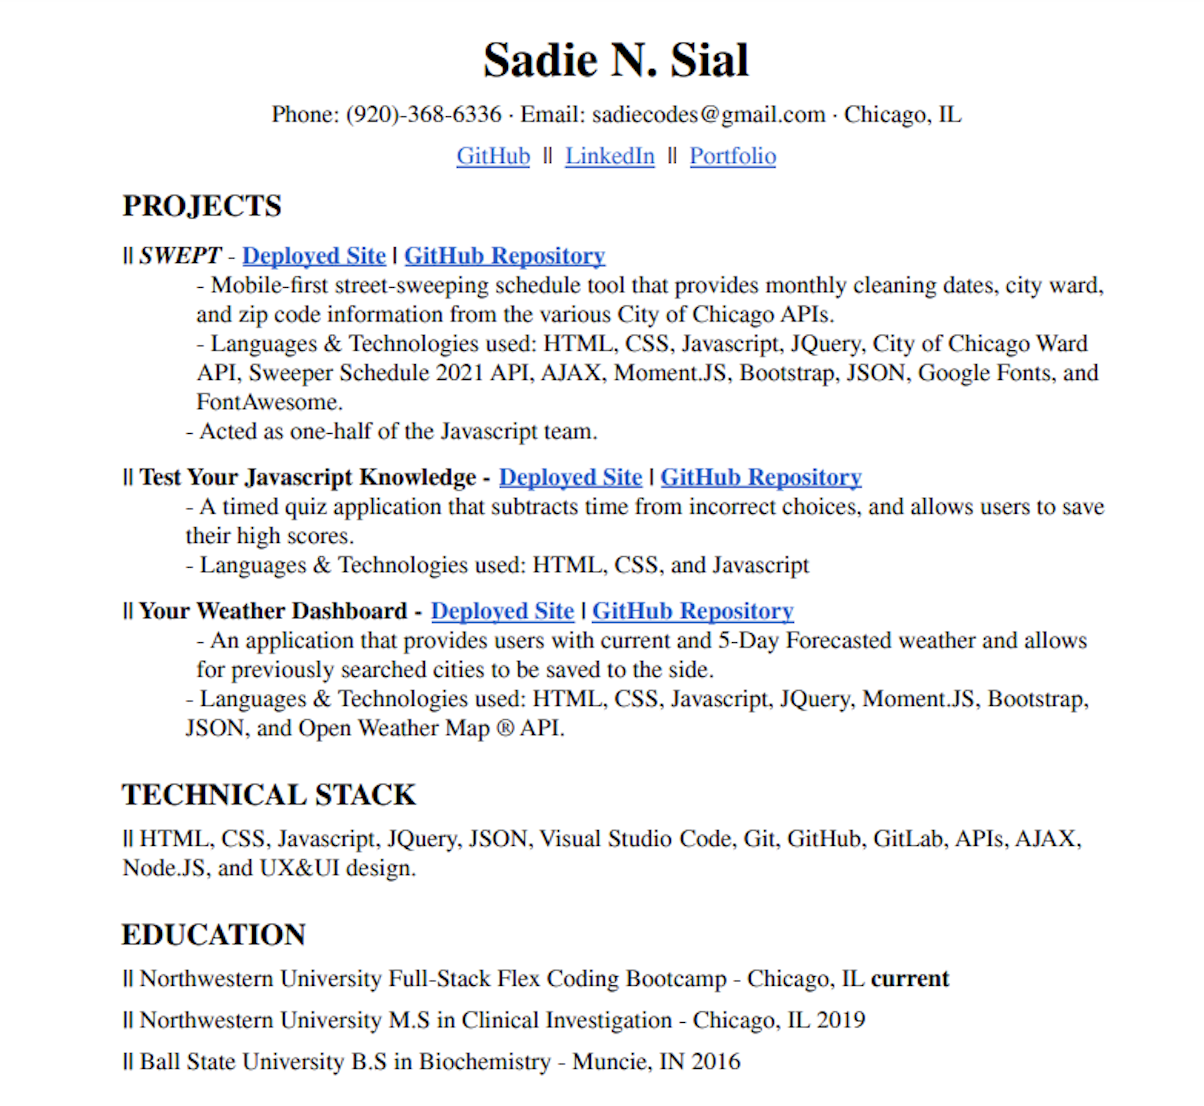 Sadie N. Sial
Phone: (920)-368-6336 · Email: sadiecodes@gmail.com · Chicago, IL
GitHub || LinkedIn || Portfolio
PROJECTS
|| SWEPT - Deployed Site | GitHub Repository
- Mobile-first street-sweeping schedule tool that provides monthly cleaning dates, city ward,
and zip code information from the various City of Chicago APIs.
- Languages & Technologies used: HTML, CSS, Javascript, JQuery, City of Chicago Ward
API, Sweeper Schedule 2021 API, AJAX, Moment.JS, Bootstrap, JSON, Google Fonts, and
FontAwesome.
- Acted as one-half of the Javascript team.
|| Test Your Javascript Knowledge - Deployed Site | GitHub Repository
- A timed quiz application that subtracts time from incorrect choices, and allows users to save
their high scores.
- Languages & Technologies used: HTML, CSS, and Javascript
|| Your Weather Dashboard - Deployed Site | GitHub Repository
- An application that provides users with current and 5-Day Forecasted weather and allows
for previously searched cities to be saved to the side.
- Languages & Technologies used: HTML, CSS, Javascript, JQuery, Moment.JS, Bootstrap,
JSON, and Open Weather Map ® API.
TECHNICAL STACK
|| HTML, CSS, Javascript, JQuery, JSON, Visual Studio Code, Git, GitHub, GitLab, APIs, AJAX,
Node.JS, and UX&UI design.
EDUCATION
|| Northwestern University Full-Stack Flex Coding Bootcamp - Chicago, IL current
|| Northwestern University M.S in Clinical Investigation - Chicago, IL 2019
|| Ball State University B.S in Biochemistry - Muncie, IN 2016